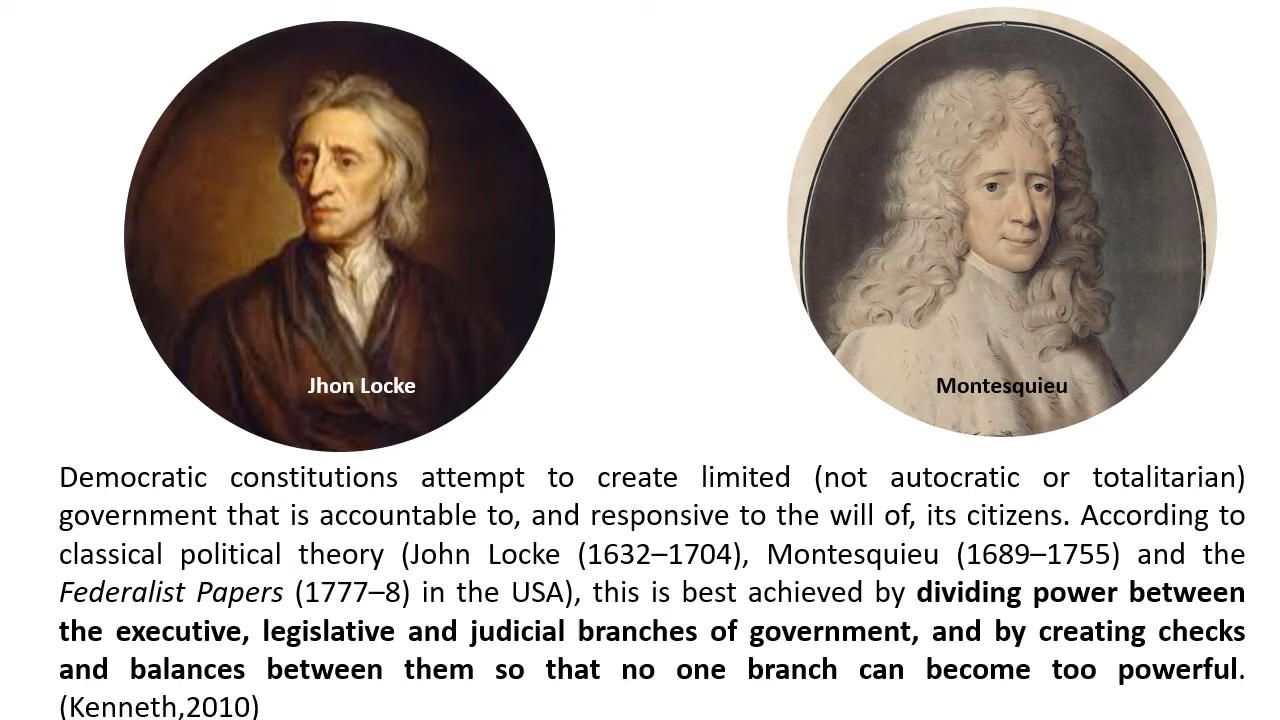 Jhon Locke
Montesquieu
Democratic constitutions attempt to create limited (not autocratic or totalitarian)
government that is accountable to, and responsive to the will of, its citizens. According to
classical political theory (John Locke (1632–1704), Montesquieu (1689–1755) and the
Federalist Papers (1777–8) in the USA), this is best achieved by dividing power between
the executive, legislative and judicial branches of government, and by creating checks
and balances between them so that no one branch can become too powerful.
(Kenneth,2010)